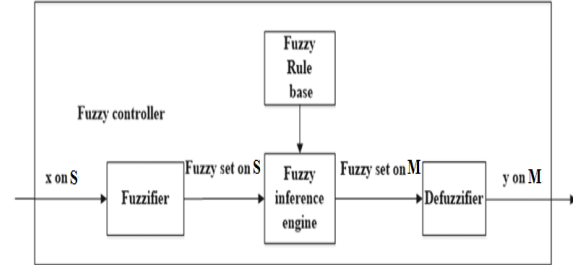 Fuzzy
Rule
base
Fuzzy controller
x on S
Fuzzifier
Fuzzy set on S
Fuzzy
inference
engine
Fuzzy set on M
Defuzzifier
y on M